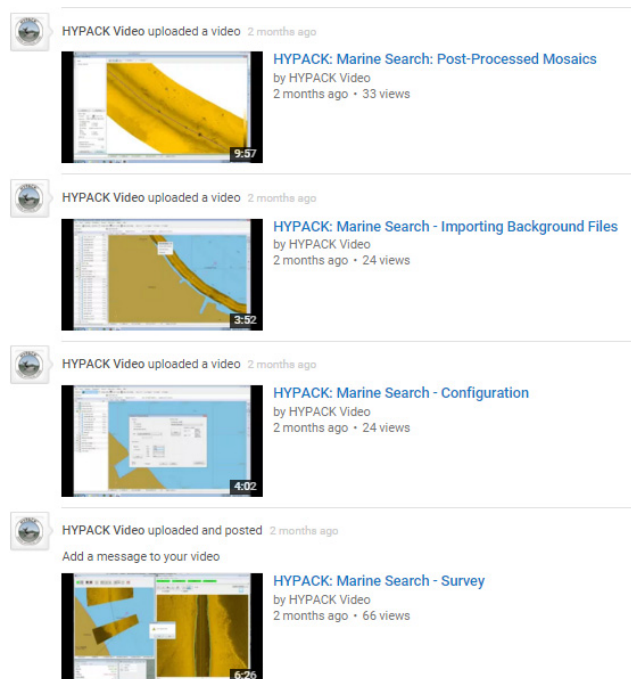 HYPACK Video uploaded a video 2 months ago
HYPACK: Marine Search: Post-Processed Mosaics
by HYPACK Video
2 months ago • 33 views
9:57
HYPACK Video uploaded a video 2 months ago
HYPACK: Marine Search - Importing Background Files
by HYPACK Video
2 months ago • 24 views
3:52
HYPACK Video uploaded a video 2 months ago
HYPACK: Marine Search - Configuration
by HYPACK Video
2 months ago • 24 views
4:02
HYPACK Video uploaded and posted 2 months ago
Add a message to your video
HYPACK: Marine Search - Survey
by HYPACK Video
2 months ago • 66 views
6:26